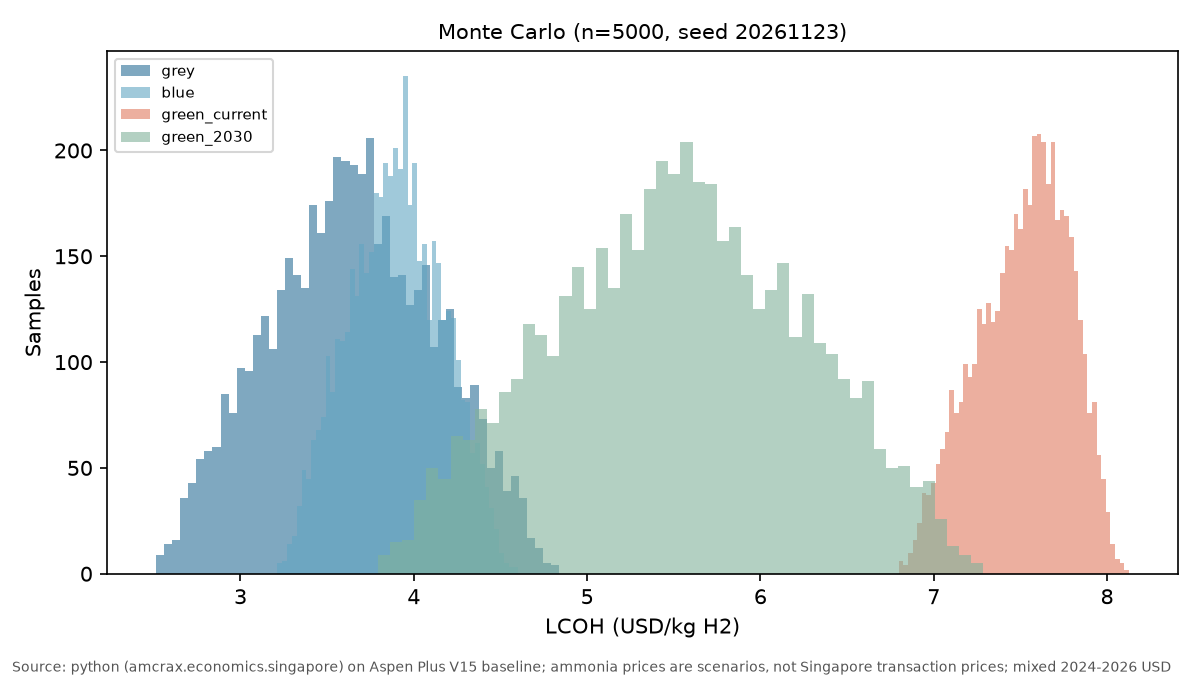 Monte Carlo (n=5000, seed 20261123)
grey
blue
green_current
green_2030
Samples
200
150
100
50
0
3 4 5 6 7 8
LCOH (USD/kg H2)
Source: python (amcrax.economics.singapore) on Aspen Plus V15 baseline; ammonia prices are scenarios, not Singapore transaction prices; mixed 2024-2026 USD